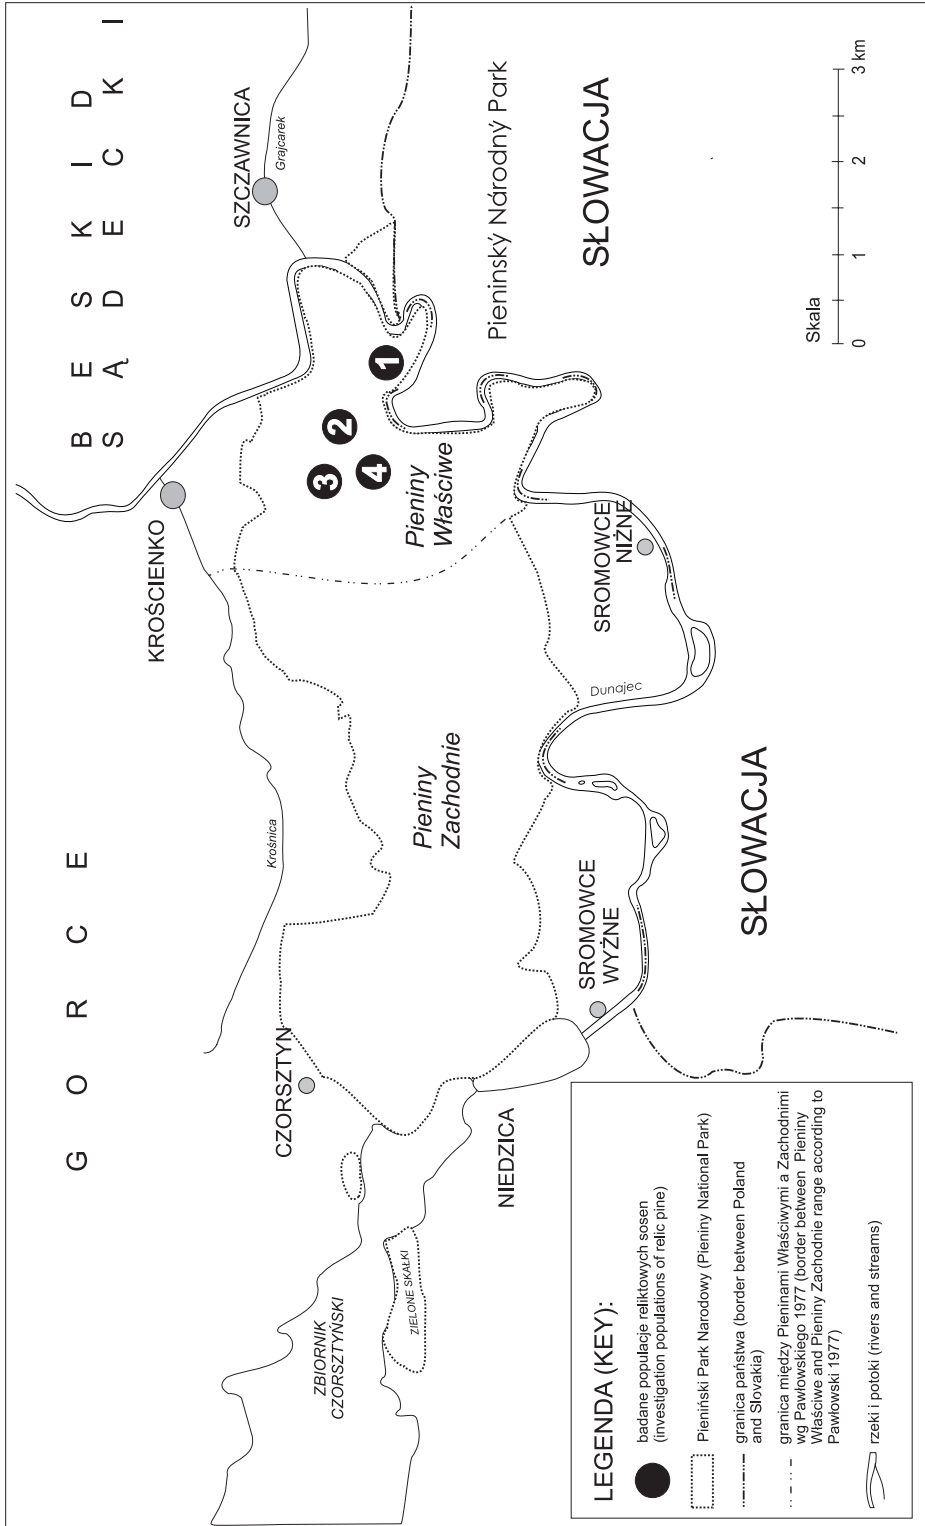 G O R C E
B E S K I D
S Ą D E C K I
KROŚCIENKO
SZCZAWNICA
Grajcarek
Krośnica
CZORSZTYN
ZBIORNIK
CZORSZTYŃSKI
ZIELONE SKAŁKI
NIEDZICA
Pieniny
Zachodnie
Pieniny
Właściwe
1
2
3
4
Pieninský Národný Park
SŁOWACJA
SROMOWCE
WYŻNE
Dunajec
SROMOWCE
NIŻNE
SŁOWACJA
Skala
0 1 2 3 km
LEGENDA (KEY):
badane populacje reliktowych sosen
(investigation populations of relic pine)
Pieniński Park Narodowy (Pieniny National Park)
granica państwa (border between Poland
and Slovakia)
granica między Pieninami Właściwymi a Zachodnimi
wg Pawłowskiego 1977 (border between Pieniny
Właściwe and Pieniny Zachodnie range according to
Pawłowski 1977)
rzeki i potoki (rivers and streams)